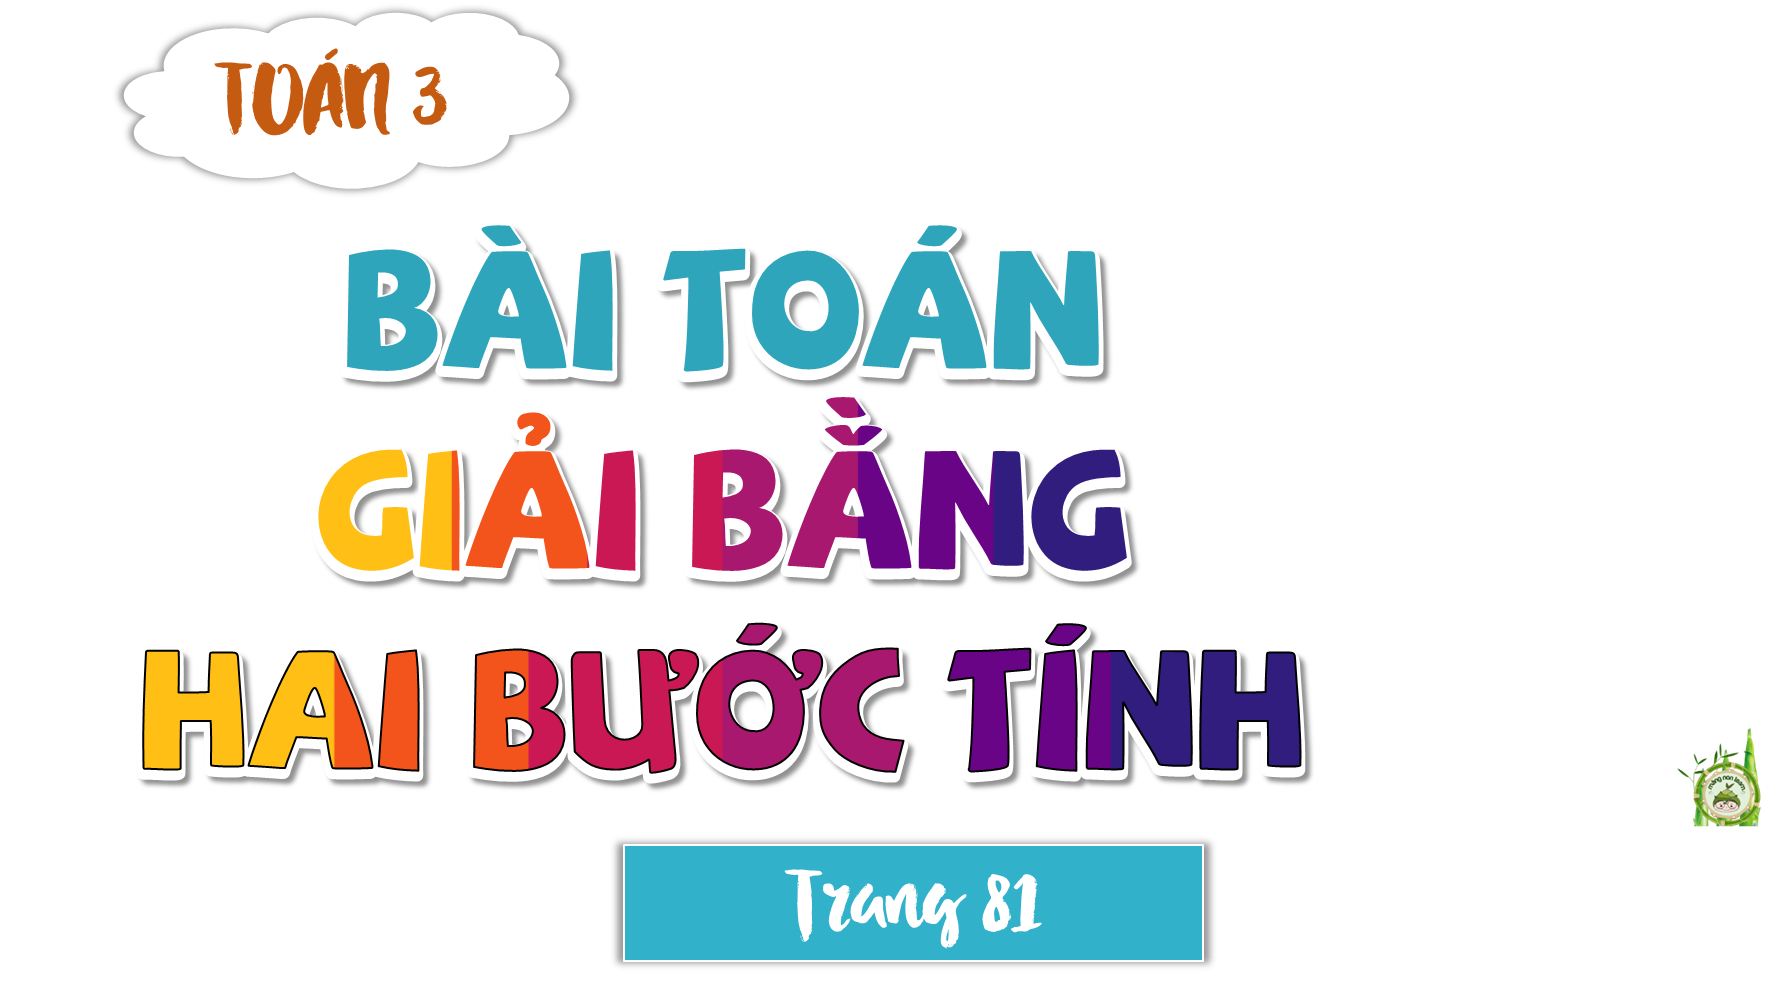 TOÁN 3
BÀI TOÁN
GIẢI BẰNG
HAI BƯỚC TÍNH
Trang 81